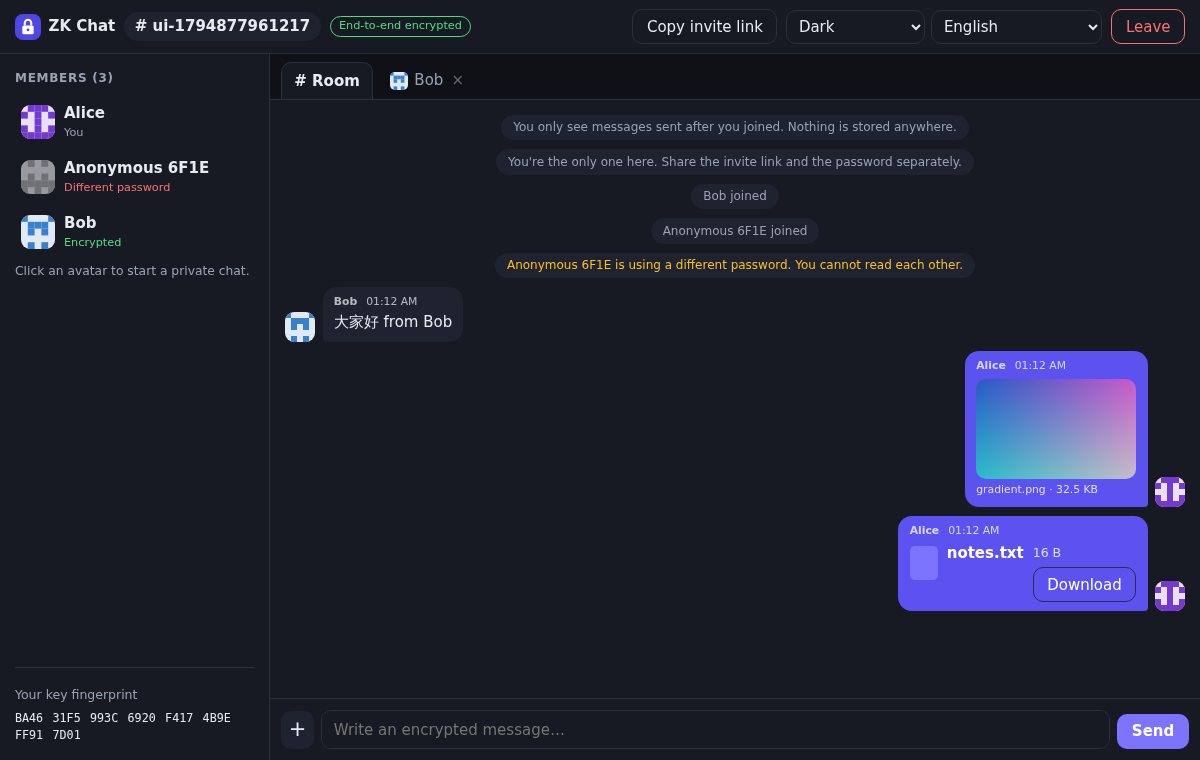 ZK Chat
# ui-1794877961217
End-to-end encrypted
Copy invite link
Dark
English
Leave
MEMBERS (3)
Alice
You
Anonymous 6F1E
Different password
Bob
Encrypted
Click an avatar to start a private chat.
Your key fingerprint
BA46 31F5 993C 6920 F417 4B9E
FF91 7D01
# Room
Bob ×
You only see messages sent after you joined. Nothing is stored anywhere.
You're the only one here. Share the invite link and the password separately.
Bob joined
Anonymous 6F1E joined
Anonymous 6F1E is using a different password. You cannot read each other.
Bob 01:12 AM
大家好 from Bob
Alice 01:12 AM
gradient.png · 32.5 KB
Alice 01:12 AM
notes.txt 16 B
Download
+
Write an encrypted message…
Send